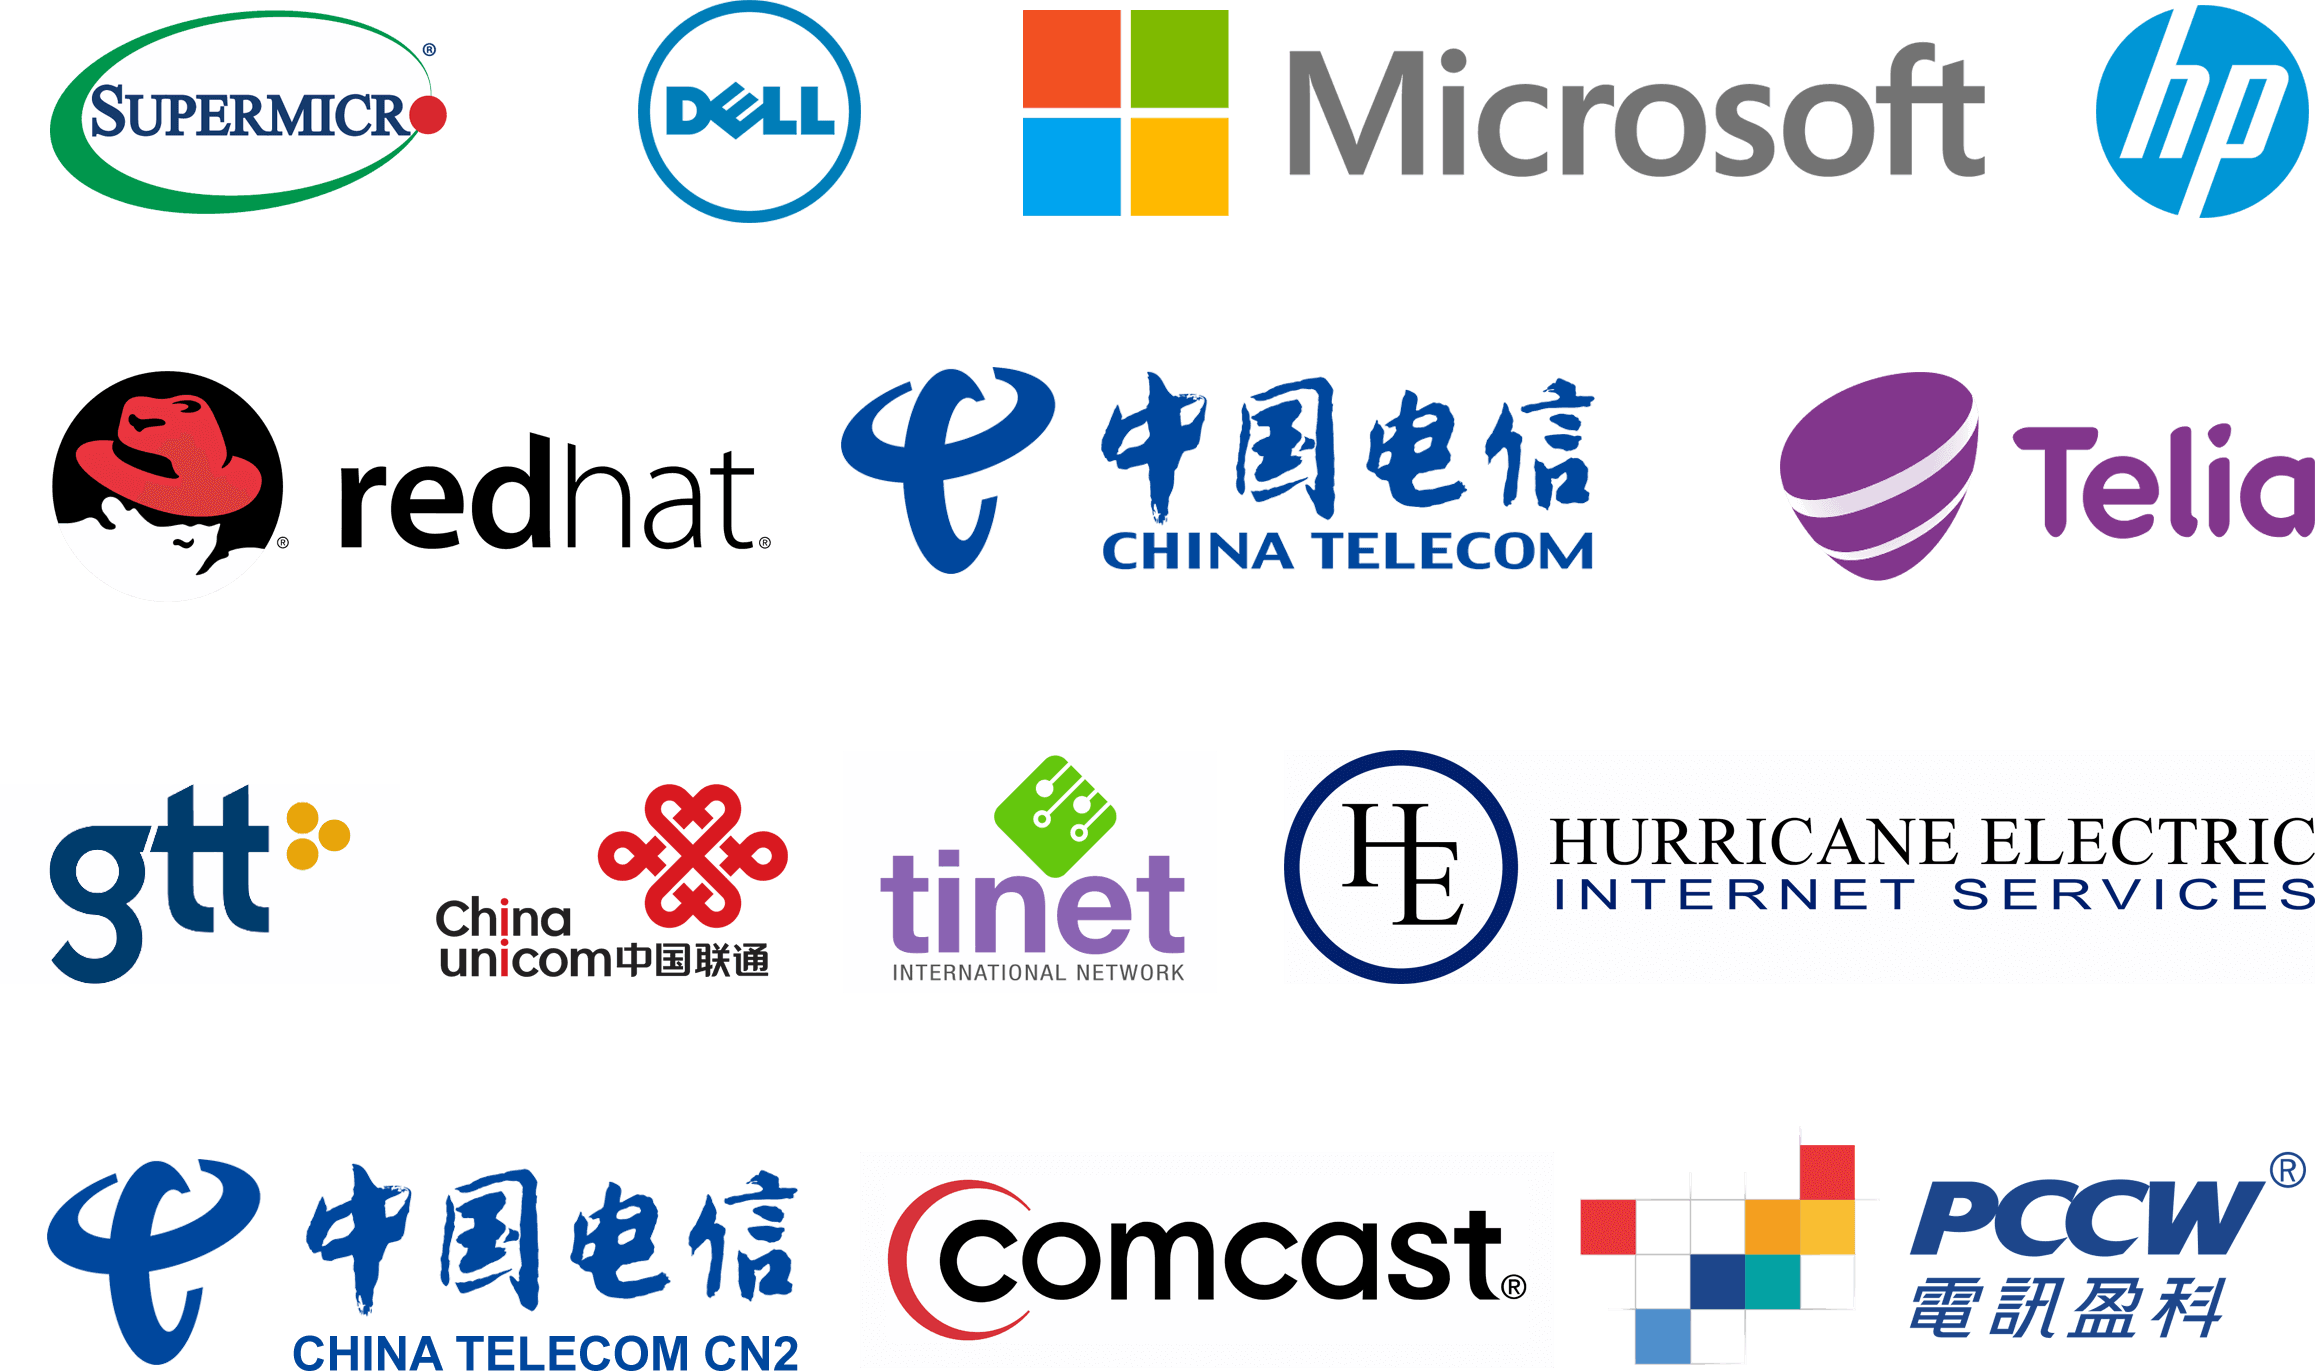 SUPERMICRO®
DELL
Microsoft
hp
redhat®
®
中国电信
CHINA TELECOM
Telia
gtt
China
unicom中国联通
tinet
INTERNATIONAL NETWORK
HE
HURRICANE ELECTRIC
INTERNET SERVICES
中国电信
CHINA TELECOM CN2
comcast®
PCCW®
電訊盈科